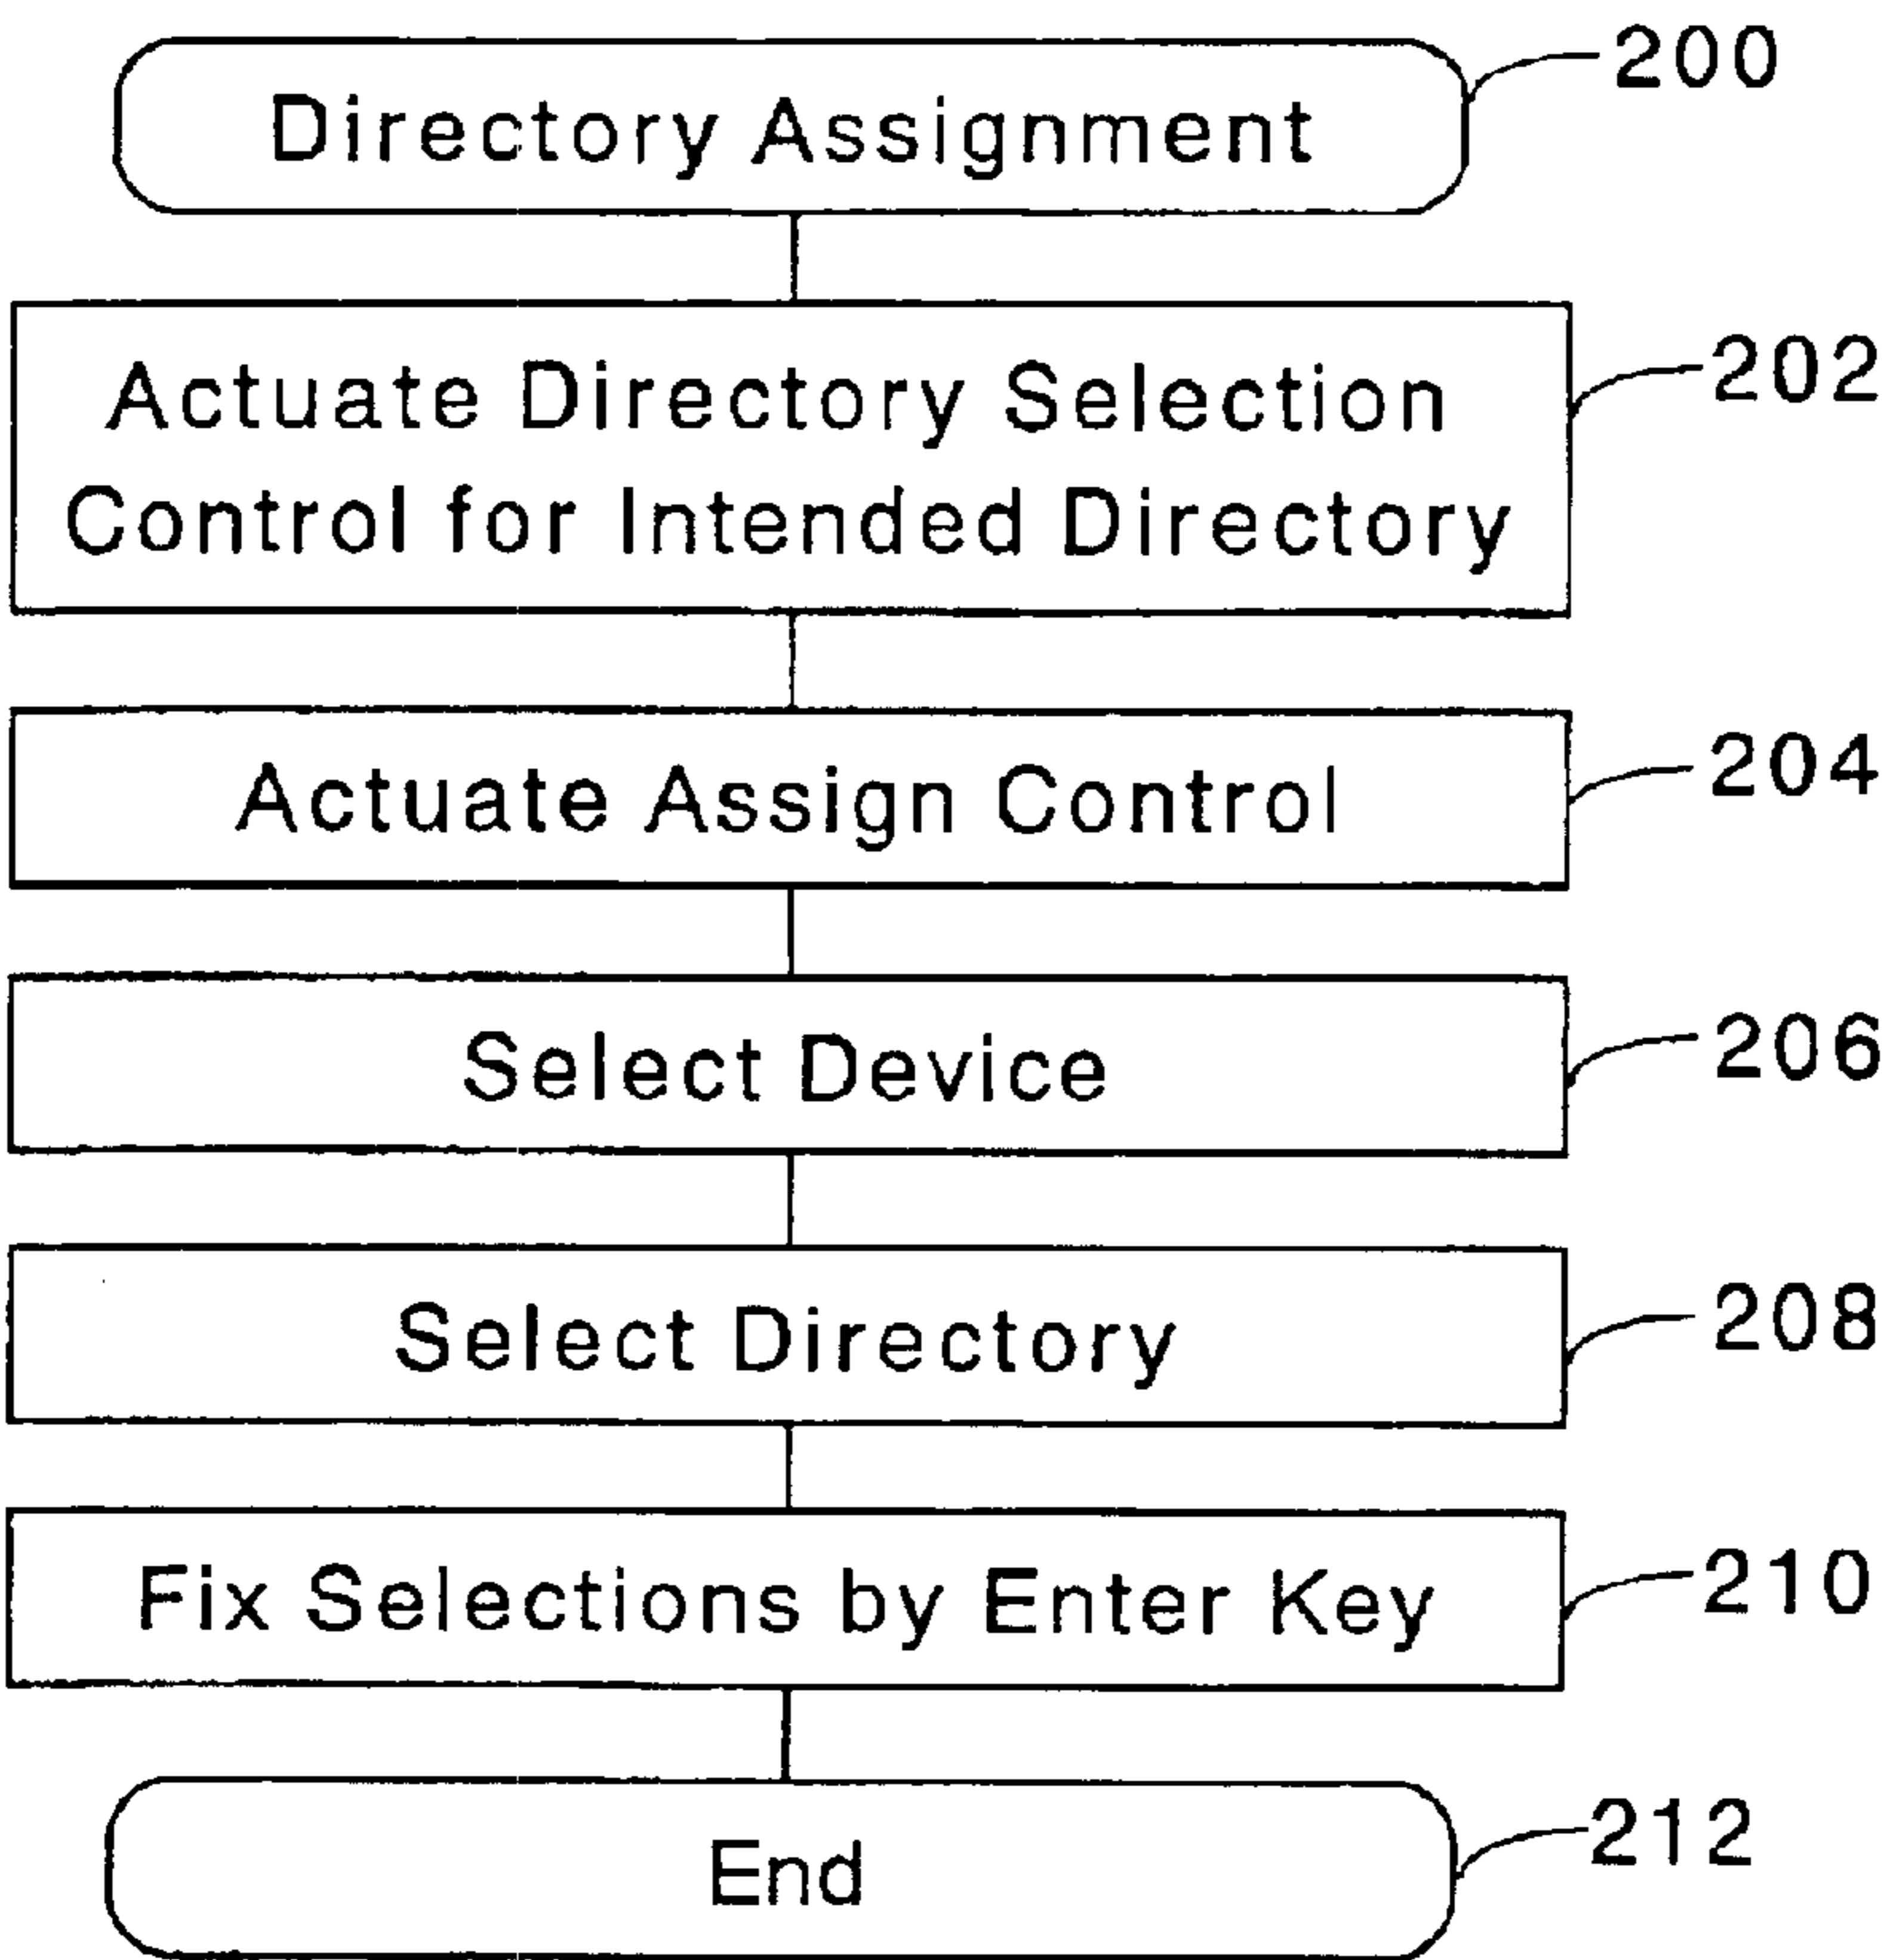 Directory Assignment
200
Actuate Directory Selection
Control for Intended Directory
202
Actuate Assign Control
204
Select Device
206
Select Directory
208
Fix Selections by Enter Key
210
End
212